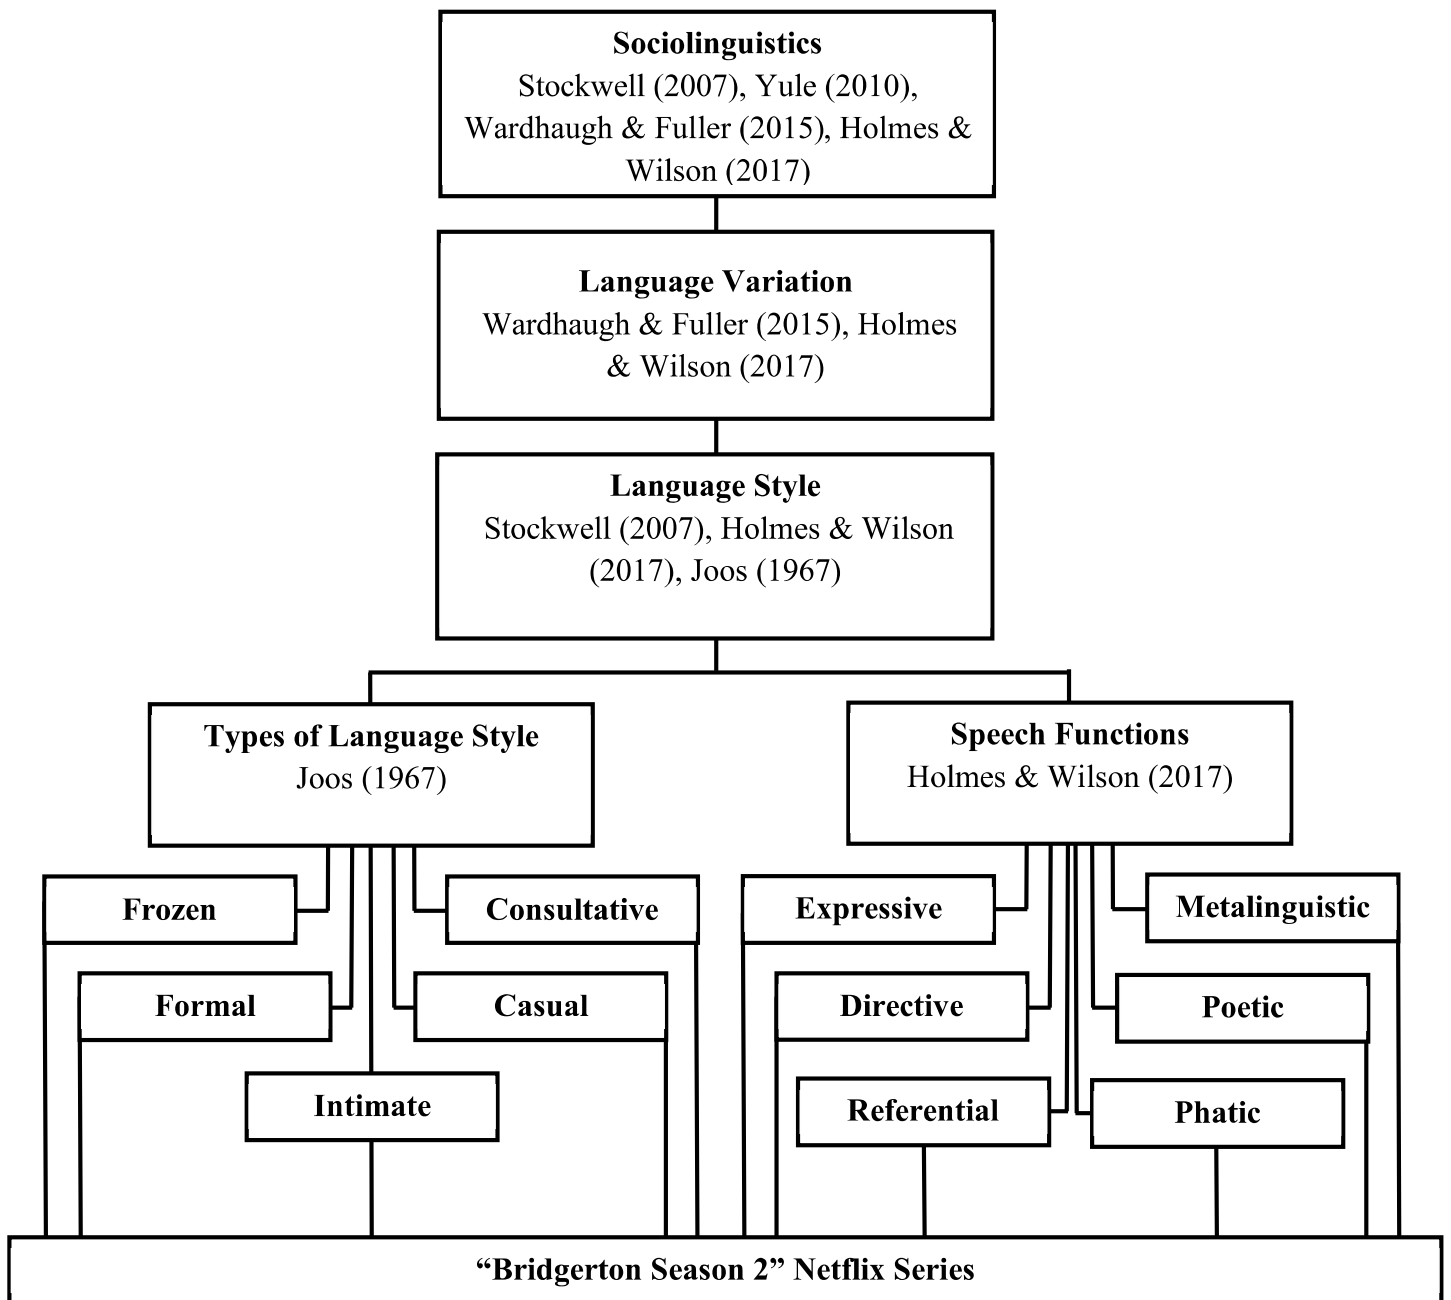 Sociolinguistics
Stockwell (2007), Yule (2010),
Wardhaugh & Fuller (2015), Holmes &
Wilson (2017)
Language Variation
Wardhaugh & Fuller (2015), Holmes
& Wilson (2017)
Language Style
Stockwell (2007), Holmes & Wilson
(2017), Joos (1967)
Types of Language Style
Joos (1967)
Speech Functions
Holmes & Wilson (2017)
Frozen
Consultative
Expressive
Metalinguistic
Formal
Casual
Directive
Poetic
Intimate
Referential
Phatic
“Bridgerton Season 2” Netflix Series